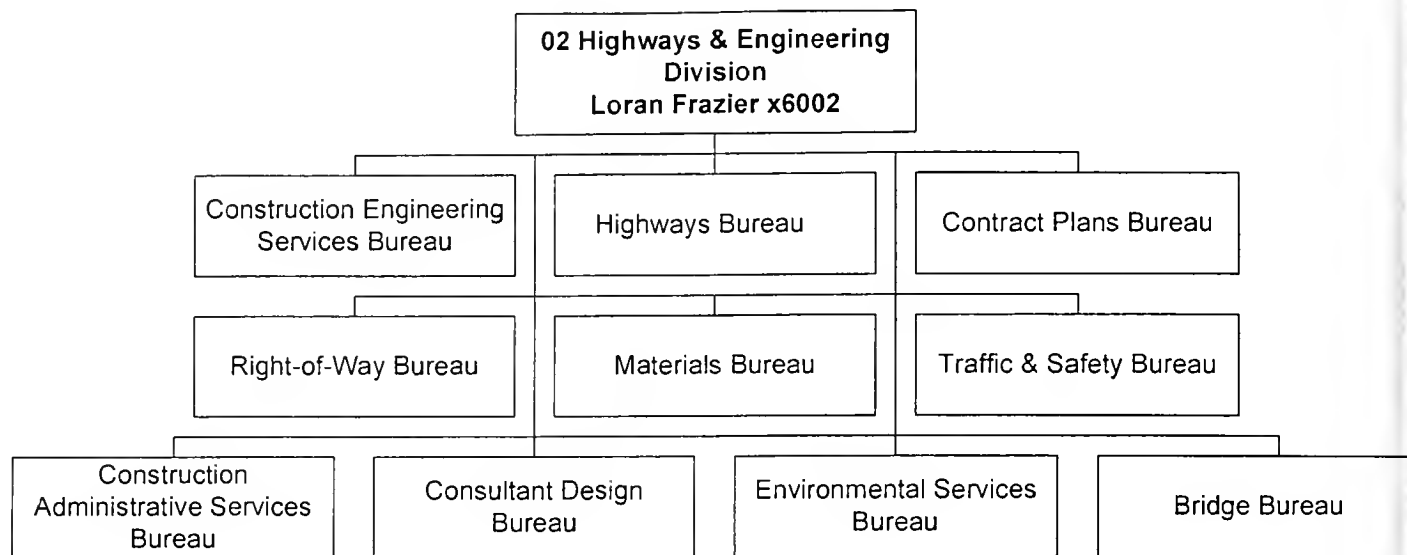 02 Highways & Engineering
Division
Loran Frazier x6002
Construction Engineering
Services Bureau
Highways Bureau
Contract Plans Bureau
Right-of-Way Bureau
Materials Bureau
Traffic & Safety Bureau
Construction
Administrative Services
Bureau
Consultant Design
Bureau
Environmental Services
Bureau
Bridge Bureau